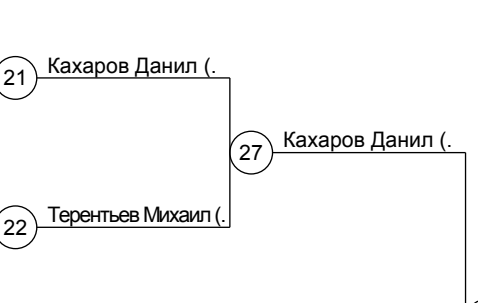 21 Кахаров Данил (.
27 Кахаров Данил (.
22 Терентьев Михаил (.